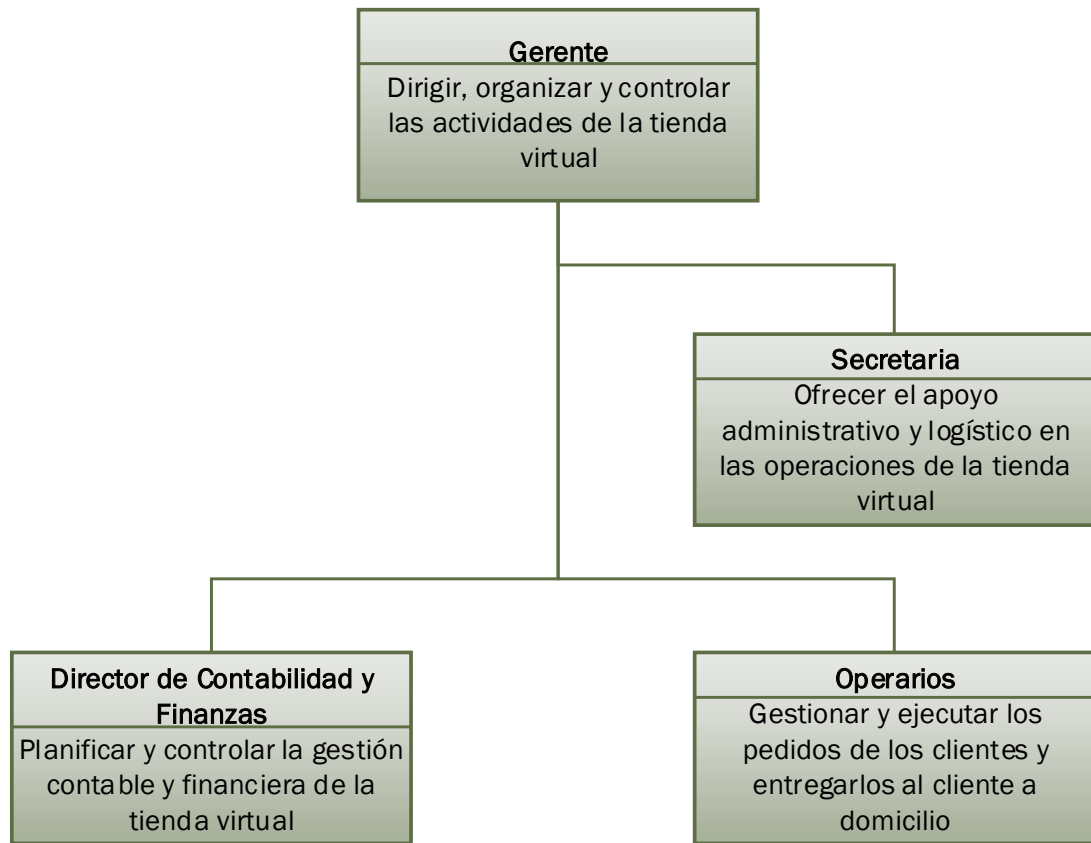 Gerente
Dirigir, organizar y controlar
las actividades de la tienda
virtual
Secretaria
Ofrecer el apoyo
administrativo y logístico en
las operaciones de la tienda
virtual
Director de Contabilidad y
Finanzas
Planificar y controlar la gestión
contable y financiera de la
tienda virtual
Operarios
Gestionar y ejecutar los
pedidos de los clientes y
entregarlos al cliente a
domicilio